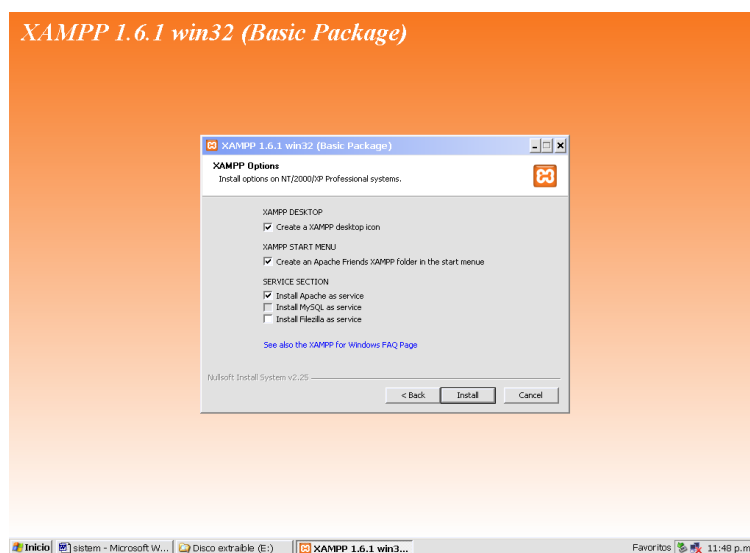 XAMPP 1.6.1 win32 (Basic Package)
XAMPP 1.6.1 win32 (Basic Package)
XAMPP Options
Install options on NT/2000/XP Professional systems.
XAMPP DESKTOP
Create a XAMPP desktop icon
XAMPP START MENU
Create an Apache Friends XAMPP folder in the start menue
SERVICE SECTION
Install Apache as service
Install MySQL as service
Install Filezilla as service
See also the XAMPP for Windows FAQ Page
Nullsoft Install System v2.25
< Back Install Cancel
Inicio sistem - Microsoft W... Disco extraible (E:) XAMPP 1.6.1 win3... Favoritos 11:48 p.m.